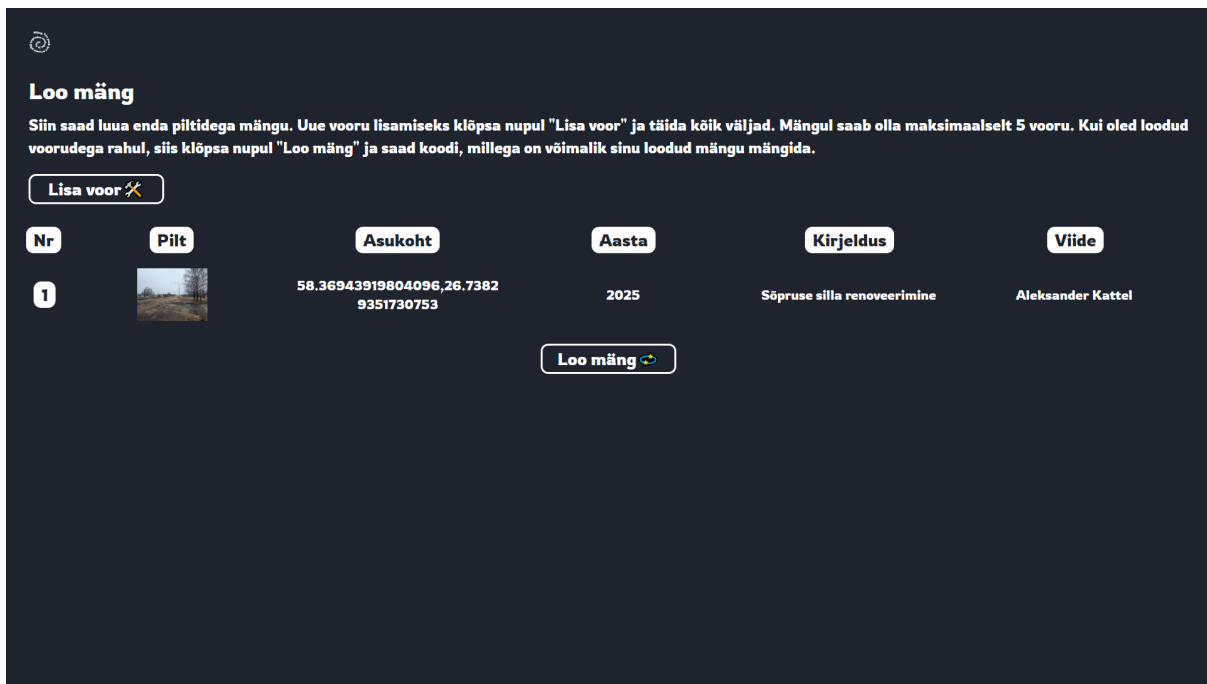 Loo mäng
Siin saad luua enda piltidega mängu. Uue vooru lisamiseks klõpsa nupul "Lisa voor" ja täida kõik väljad. Mängul saab olla maksimaalselt 5 vooru. Kui oled loodud
voorudega rahul, siis klõpsa nupul "Loo mäng" ja saad koodi, millega on võimalik sinu loodud mängu mängida.
Lisa voor
Nr Pilt Asukoht Aasta Kirjeldus Viide
1 58.36943919804096,26.7382
9351730753 2025 Sõpruse silla renoveerimine Aleksander Kattel
Loo mäng